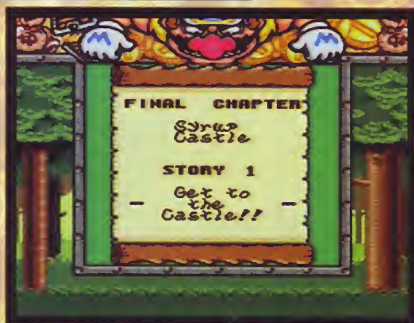 FINAL CHAPTER
Syrup
Castle
STORY 1
Get to
- the -
Castle!!